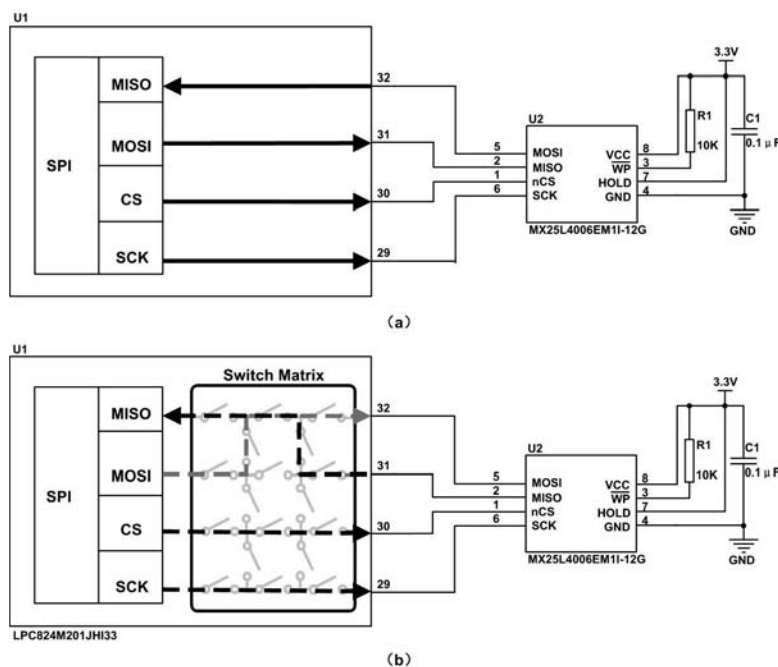 U1
SPI
MISO
MOSI
CS
SCK
32
31
30
29
5
2
1
6
U2
MOSI
MISO
nCS
SCK
VCC
WP
HOLD
GND
8
3
7
4
MX25L4006EM1I-12G
3.3V
R1
10K
C1
0.1 μF
GND
(a)
U1
Switch Matrix
SPI
MISO
MOSI
CS
SCK
32
31
30
29
LPC824M201JHI33
5
2
1
6
U2
MOSI
MISO
nCS
SCK
VCC
WP
HOLD
GND
8
3
7
4
MX25L4006EM1I-12G
3.3V
R1
10K
C1
0.1 μF
GND
(b)